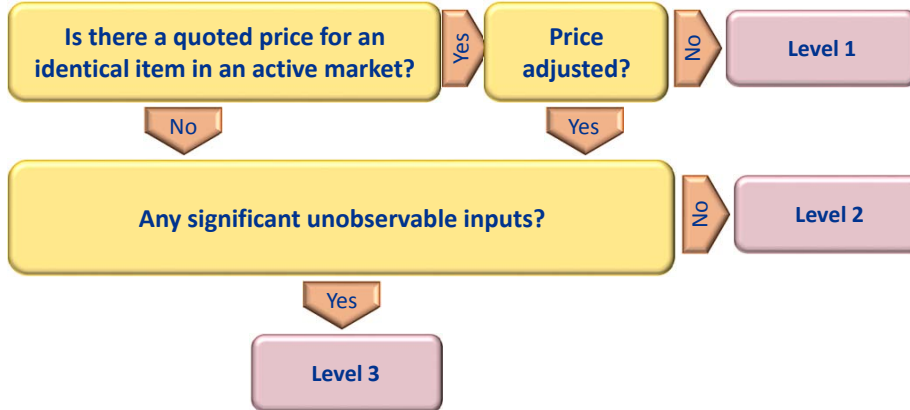 Is there a quoted price for an
identical item in an active market?
Yes
Price
adjusted?
No
Level 1
No
Yes
Any significant unobservable inputs?
No
Level 2
Yes
Level 3